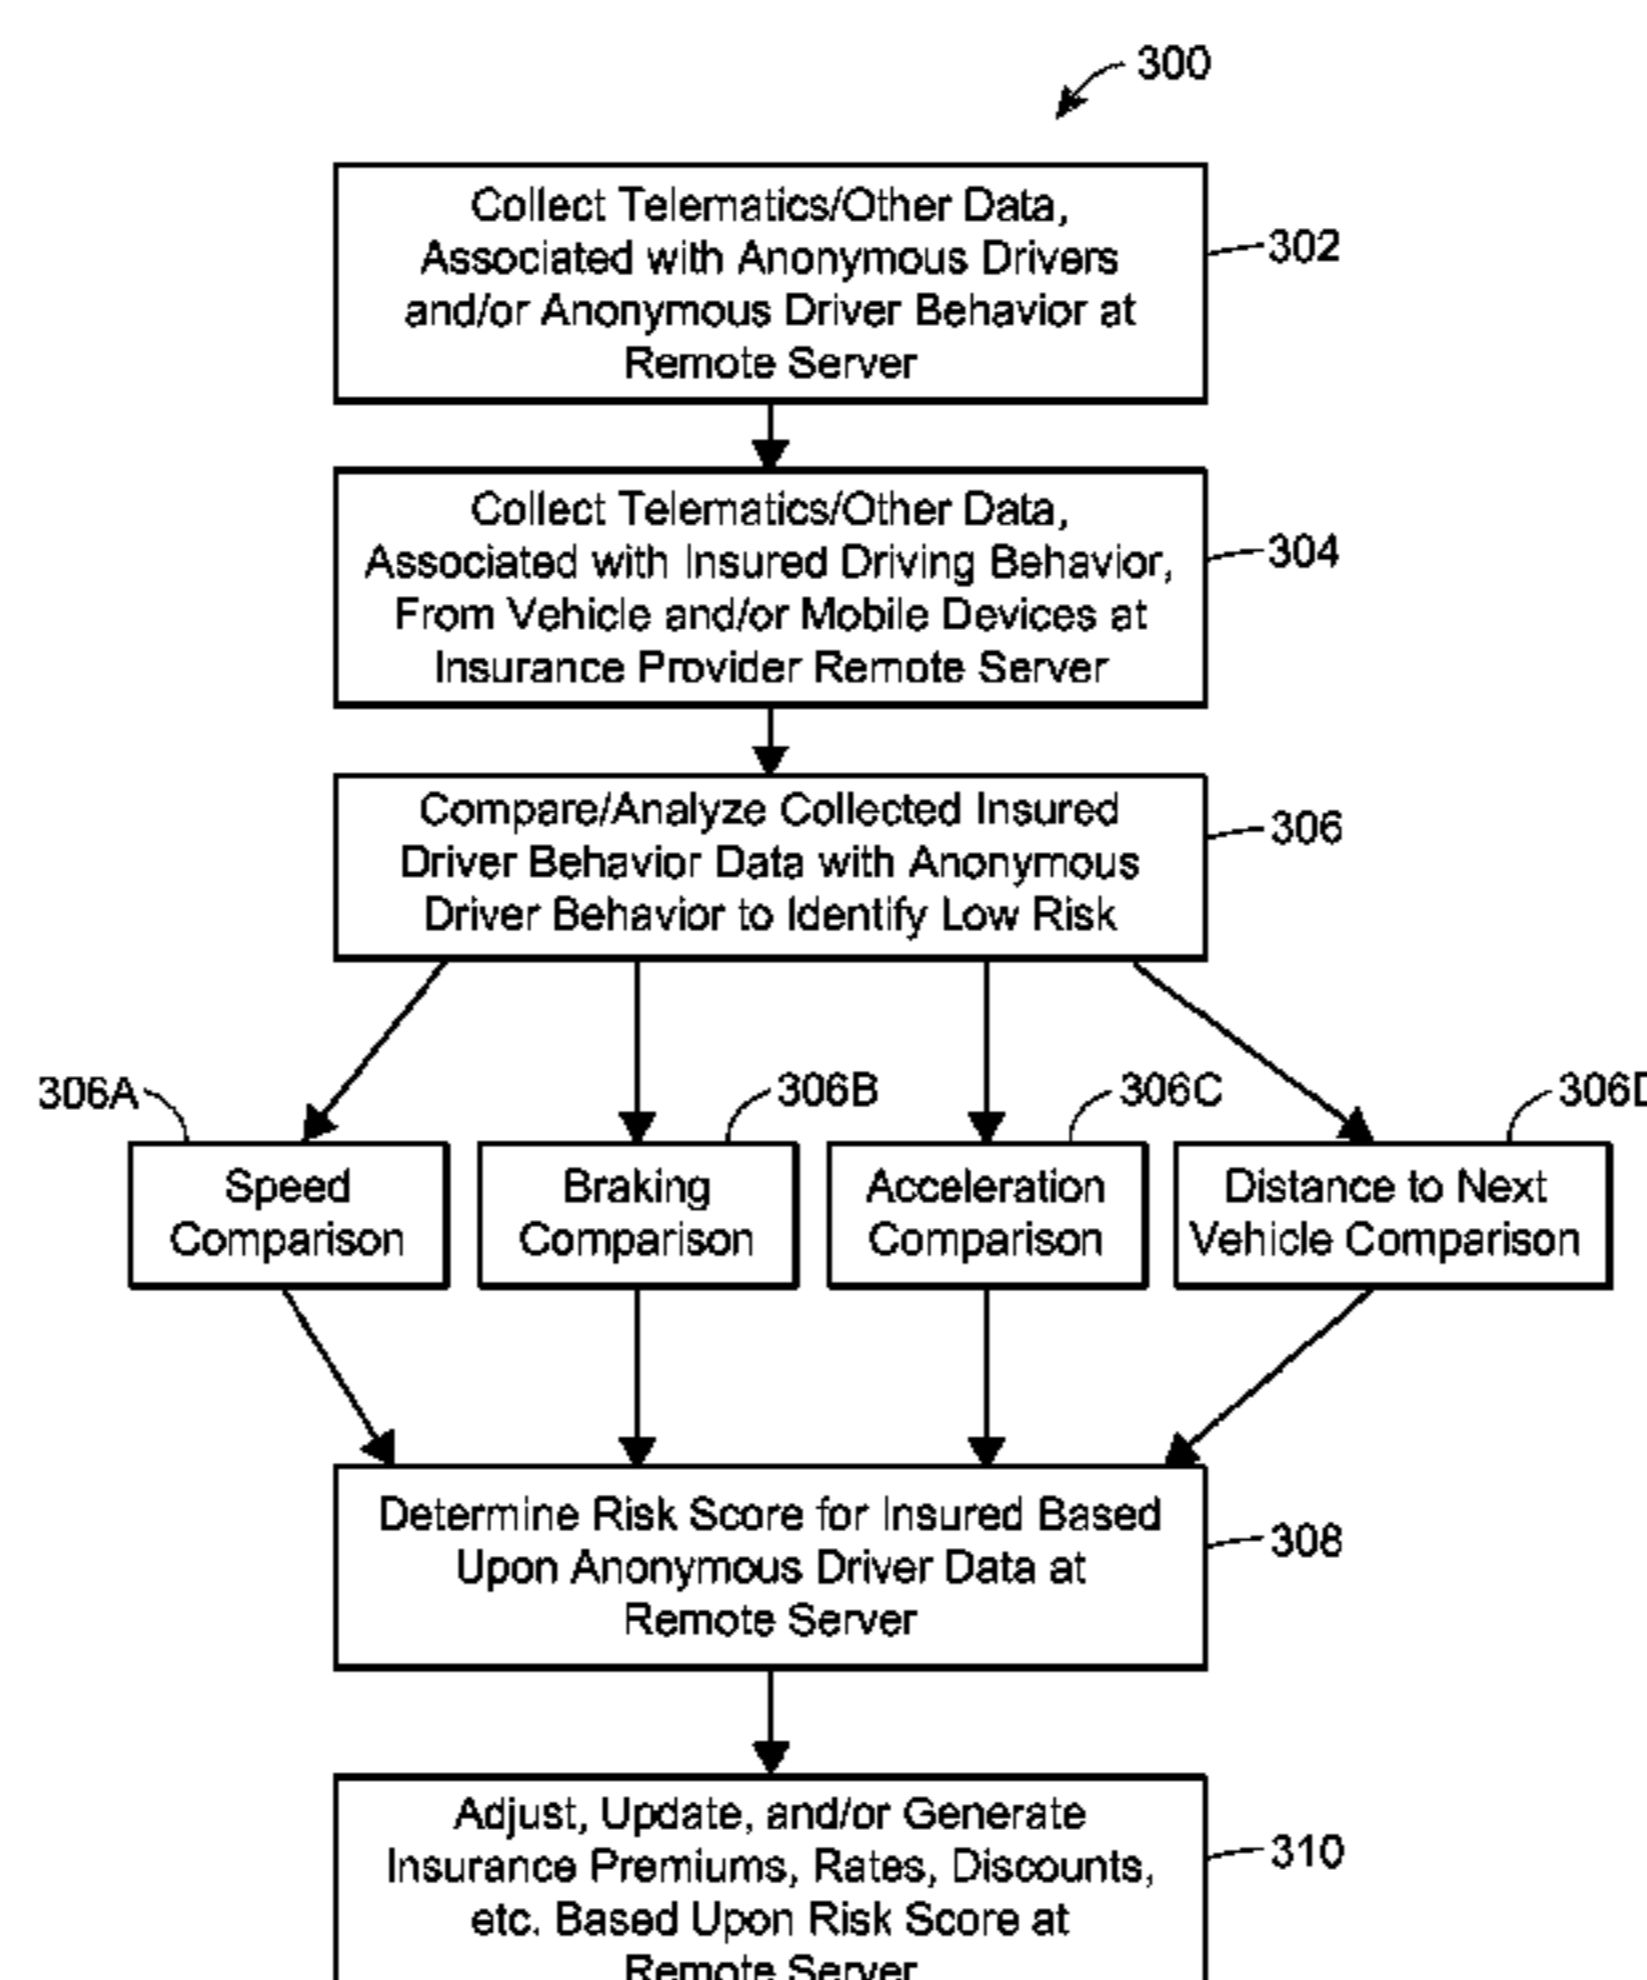 300
Collect Telematics/Other Data,
Associated with Anonymous Drivers
and/or Anonymous Driver Behavior at
Remote Server
302
Collect Telematics/Other Data,
Associated with Insured Driving Behavior,
From Vehicle and/or Mobile Devices at
Insurance Provider Remote Server
304
Compare/Analyze Collected Insured
Driver Behavior Data with Anonymous
Driver Behavior to Identify Low Risk
306
306A
Speed
Comparison
306B
Braking
Comparison
306C
Acceleration
Comparison
306D
Distance to Next
Vehicle Comparison
Determine Risk Score for Insured Based
Upon Anonymous Driver Data at
Remote Server
308
Adjust, Update, and/or Generate
Insurance Premiums, Rates, Discounts,
etc. Based Upon Risk Score at
Remote Server
310